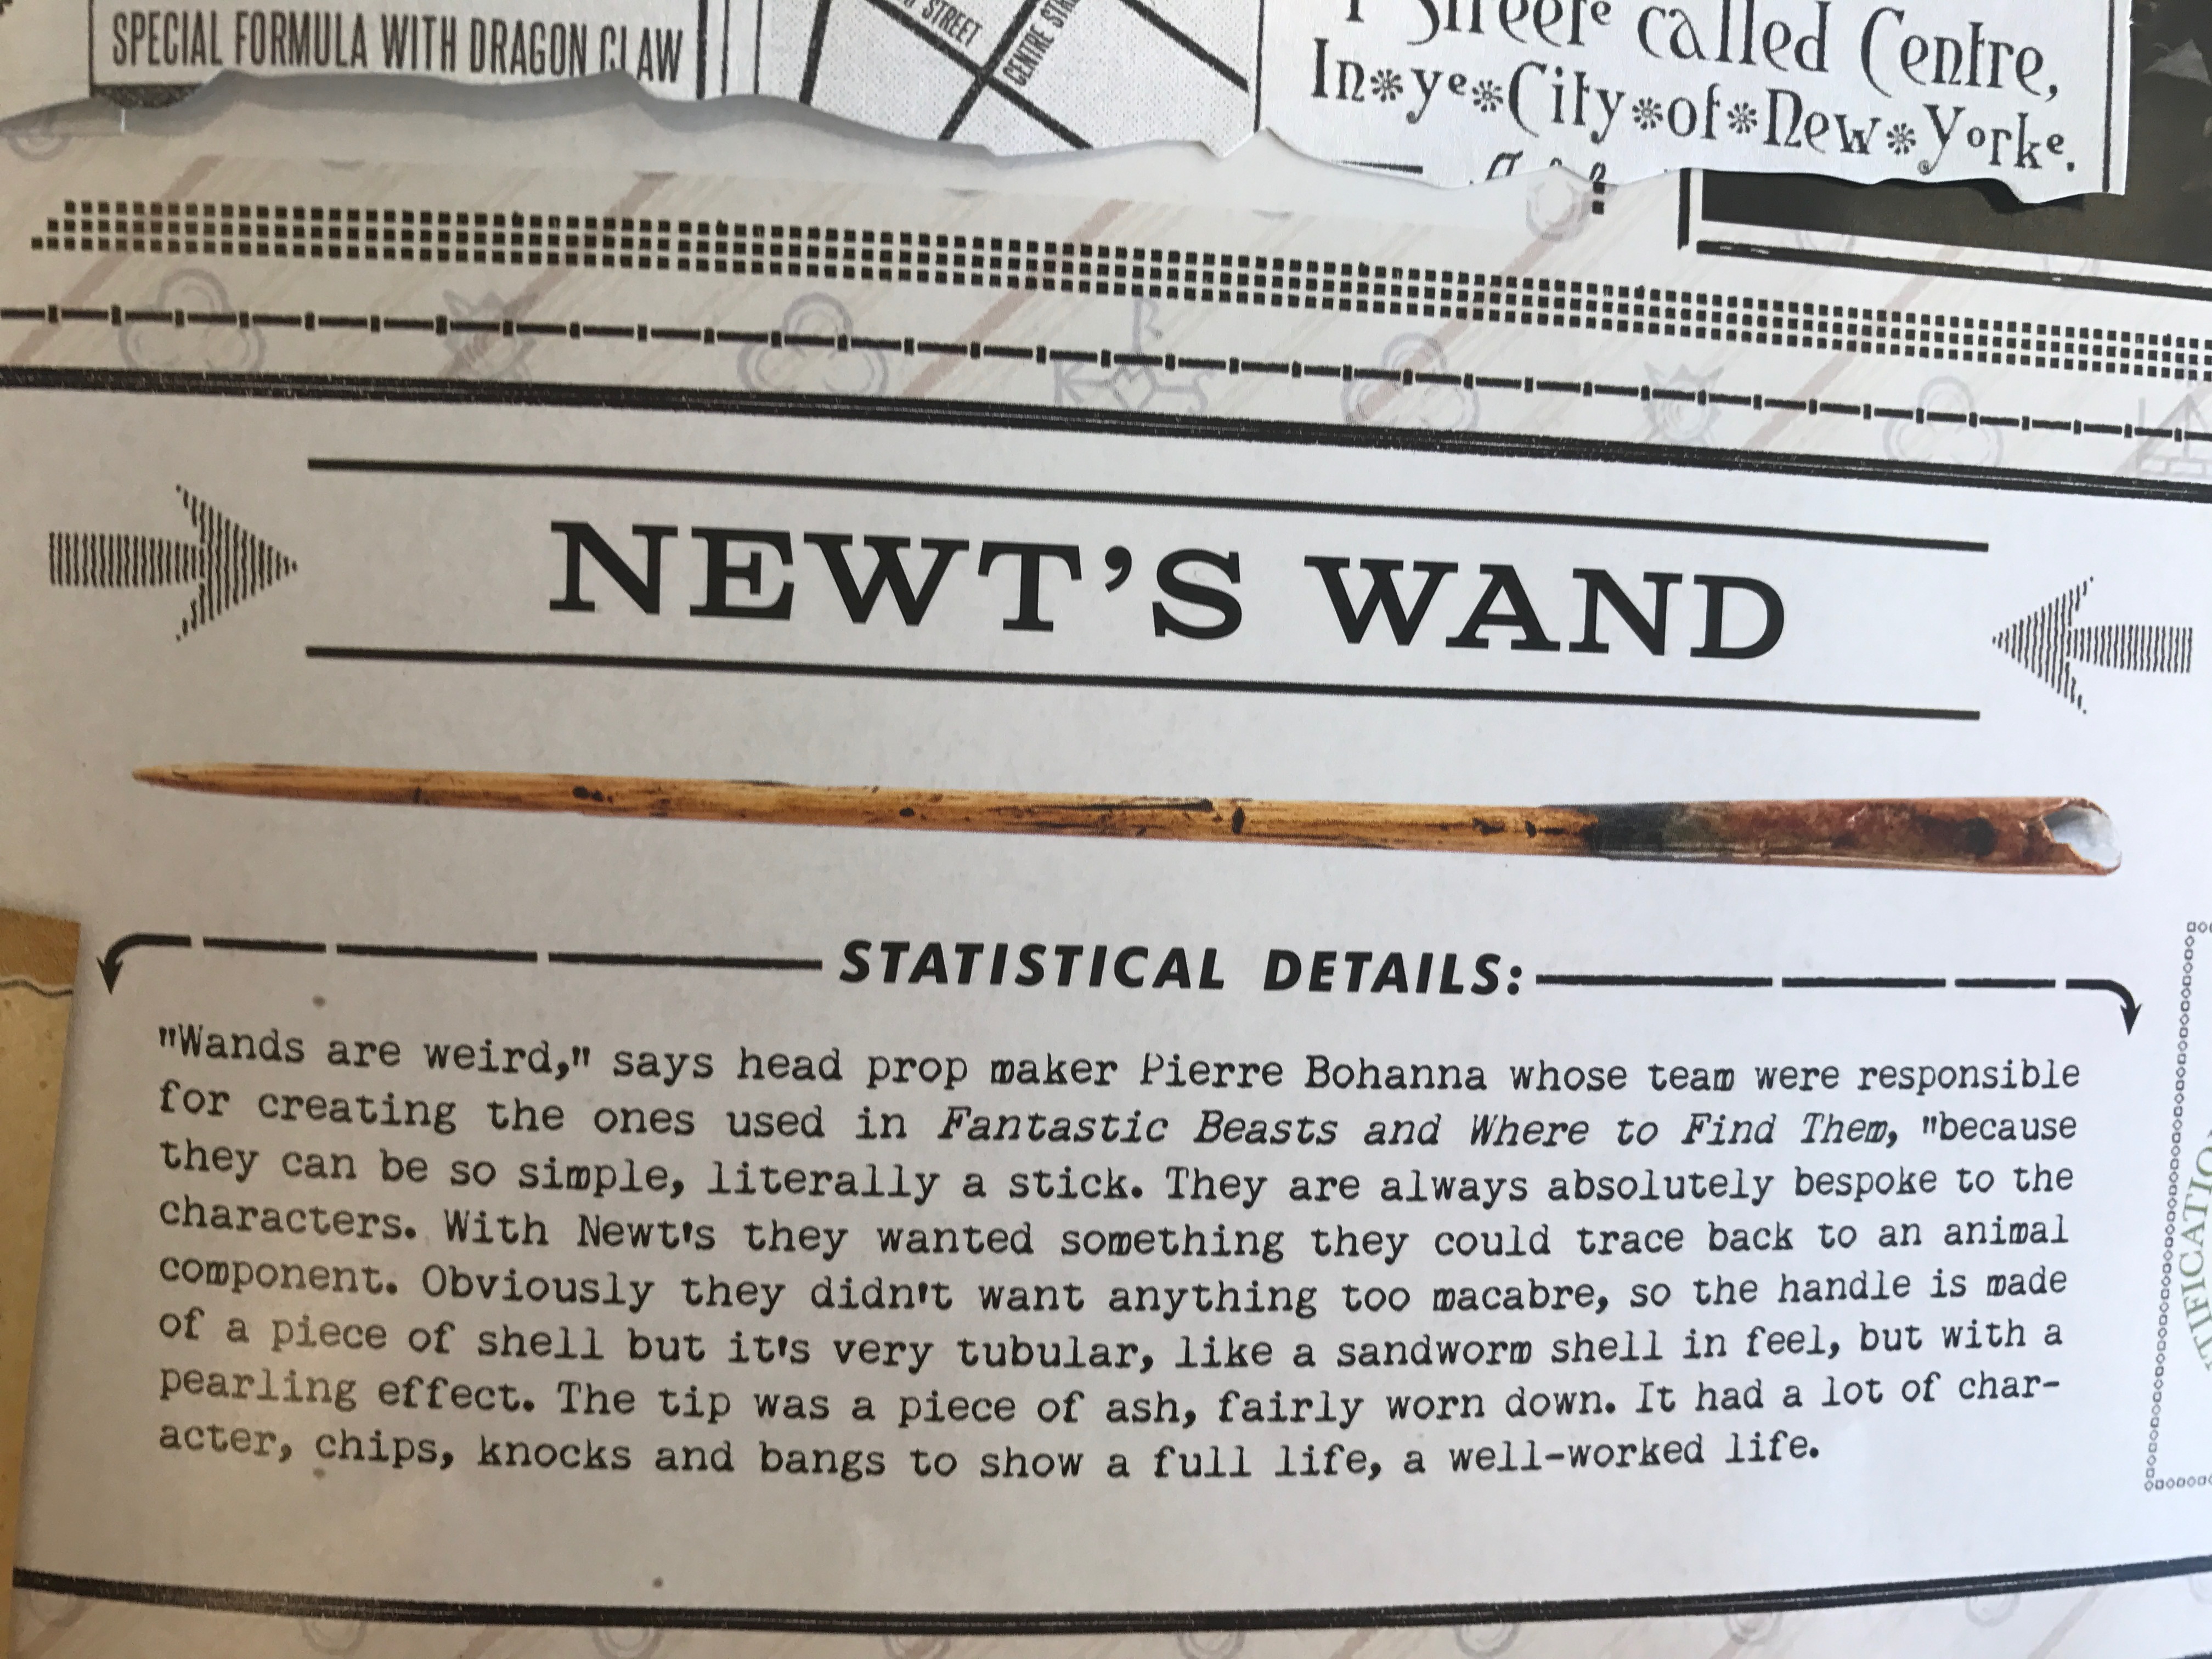 SPECIAL FORMULA WITH DRAGON CLAW
STREET
CENTRE
called Centre,
In*ye*City*of*New*Yorke.
NEWT'S WAND
STATISTICAL DETAILS:
"Wands are weird," says head prop maker Pierre Bohanna whose team were responsible
for creating the ones used in Fantastic Beasts and Where to Find Them, "because
they can be so simple, literally a stick. They are always absolutely bespoke to the
characters. With Newt's they wanted something they could trace back to an animal
component. Obviously they didn't want anything too macabre, so the handle is made
of a piece of shell but it's very tubular, like a sandworm shell in feel, but with a
pearling effect. The tip was a piece of ash, fairly worn down. It had a lot of char-
acter, chips, knocks and bangs to show a full life, a well-worked life.